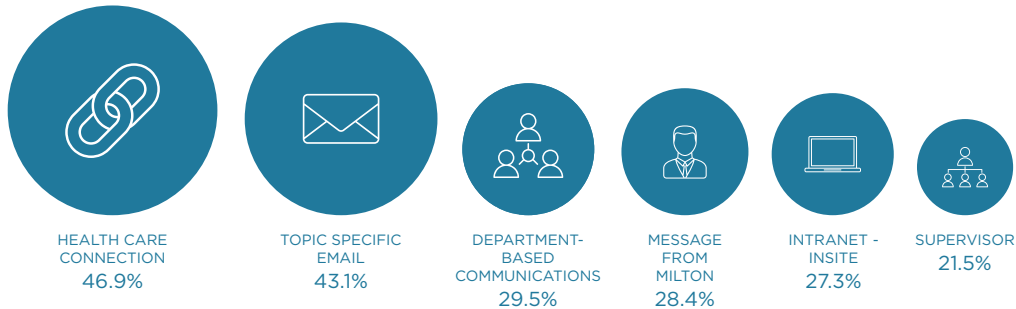 HEALTH CARE
CONNECTION
46.9%
TOPIC SPECIFIC
EMAIL
43.1%
DEPARTMENT-
BASED
COMMUNICATIONS
29.5%
MESSAGE
FROM
MILTON
28.4%
INTRANET -
INSITE
27.3%
SUPERVISOR
21.5%